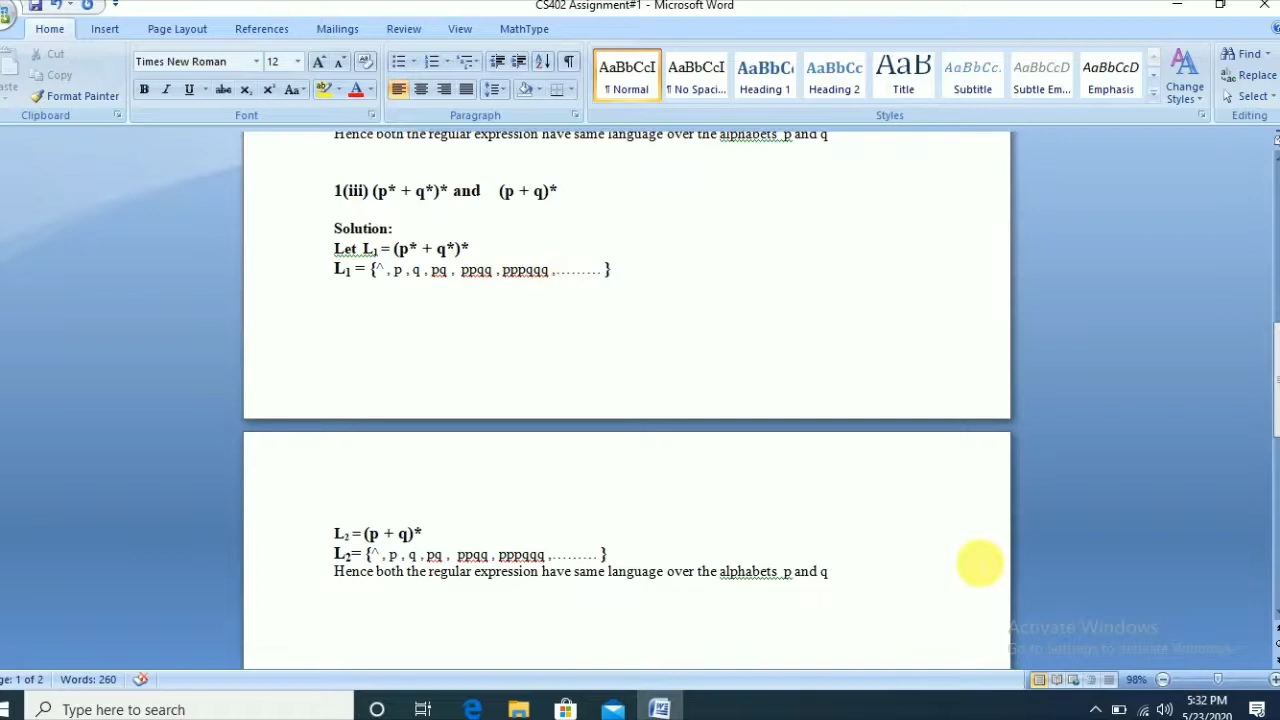 CS402 Assignment#1 - Microsoft Word
Home Insert Page Layout References Mailings Review View MathType
Cut
Copy
Format Painter
Clipboard
Times New Roman 12
Font
Paragraph
AaBbCcI AaBbCcI AaBbCc AaBbCc AaB AaBbCc. AaBbCcD AaBbCcD
¶ Normal ¶ No Spaci... Heading 1 Heading 2 Title Subtitle Subtle Em... Emphasis
Styles
Change Styles
Find
Replace
Select
Editing
Hence both the regular expression have same language over the alphabets p and q
1(iii) (p* + q*)* and (p + q)*
Solution:
Let L₁ = (p* + q*)*
L₁ = {^ , p , q , pq , ppqq , pppqqq ,......... }
L₂ = (p + q)*
L₂= {^ , p , q , pq , ppqq , pppqqq ,......... }
Hence both the regular expression have same language over the alphabets p and q
Activate Windows
Go to Settings to activate Windows.
ge: 1 of 2 Words: 260 98%
Type here to search
5:32 PM
5/23/2020